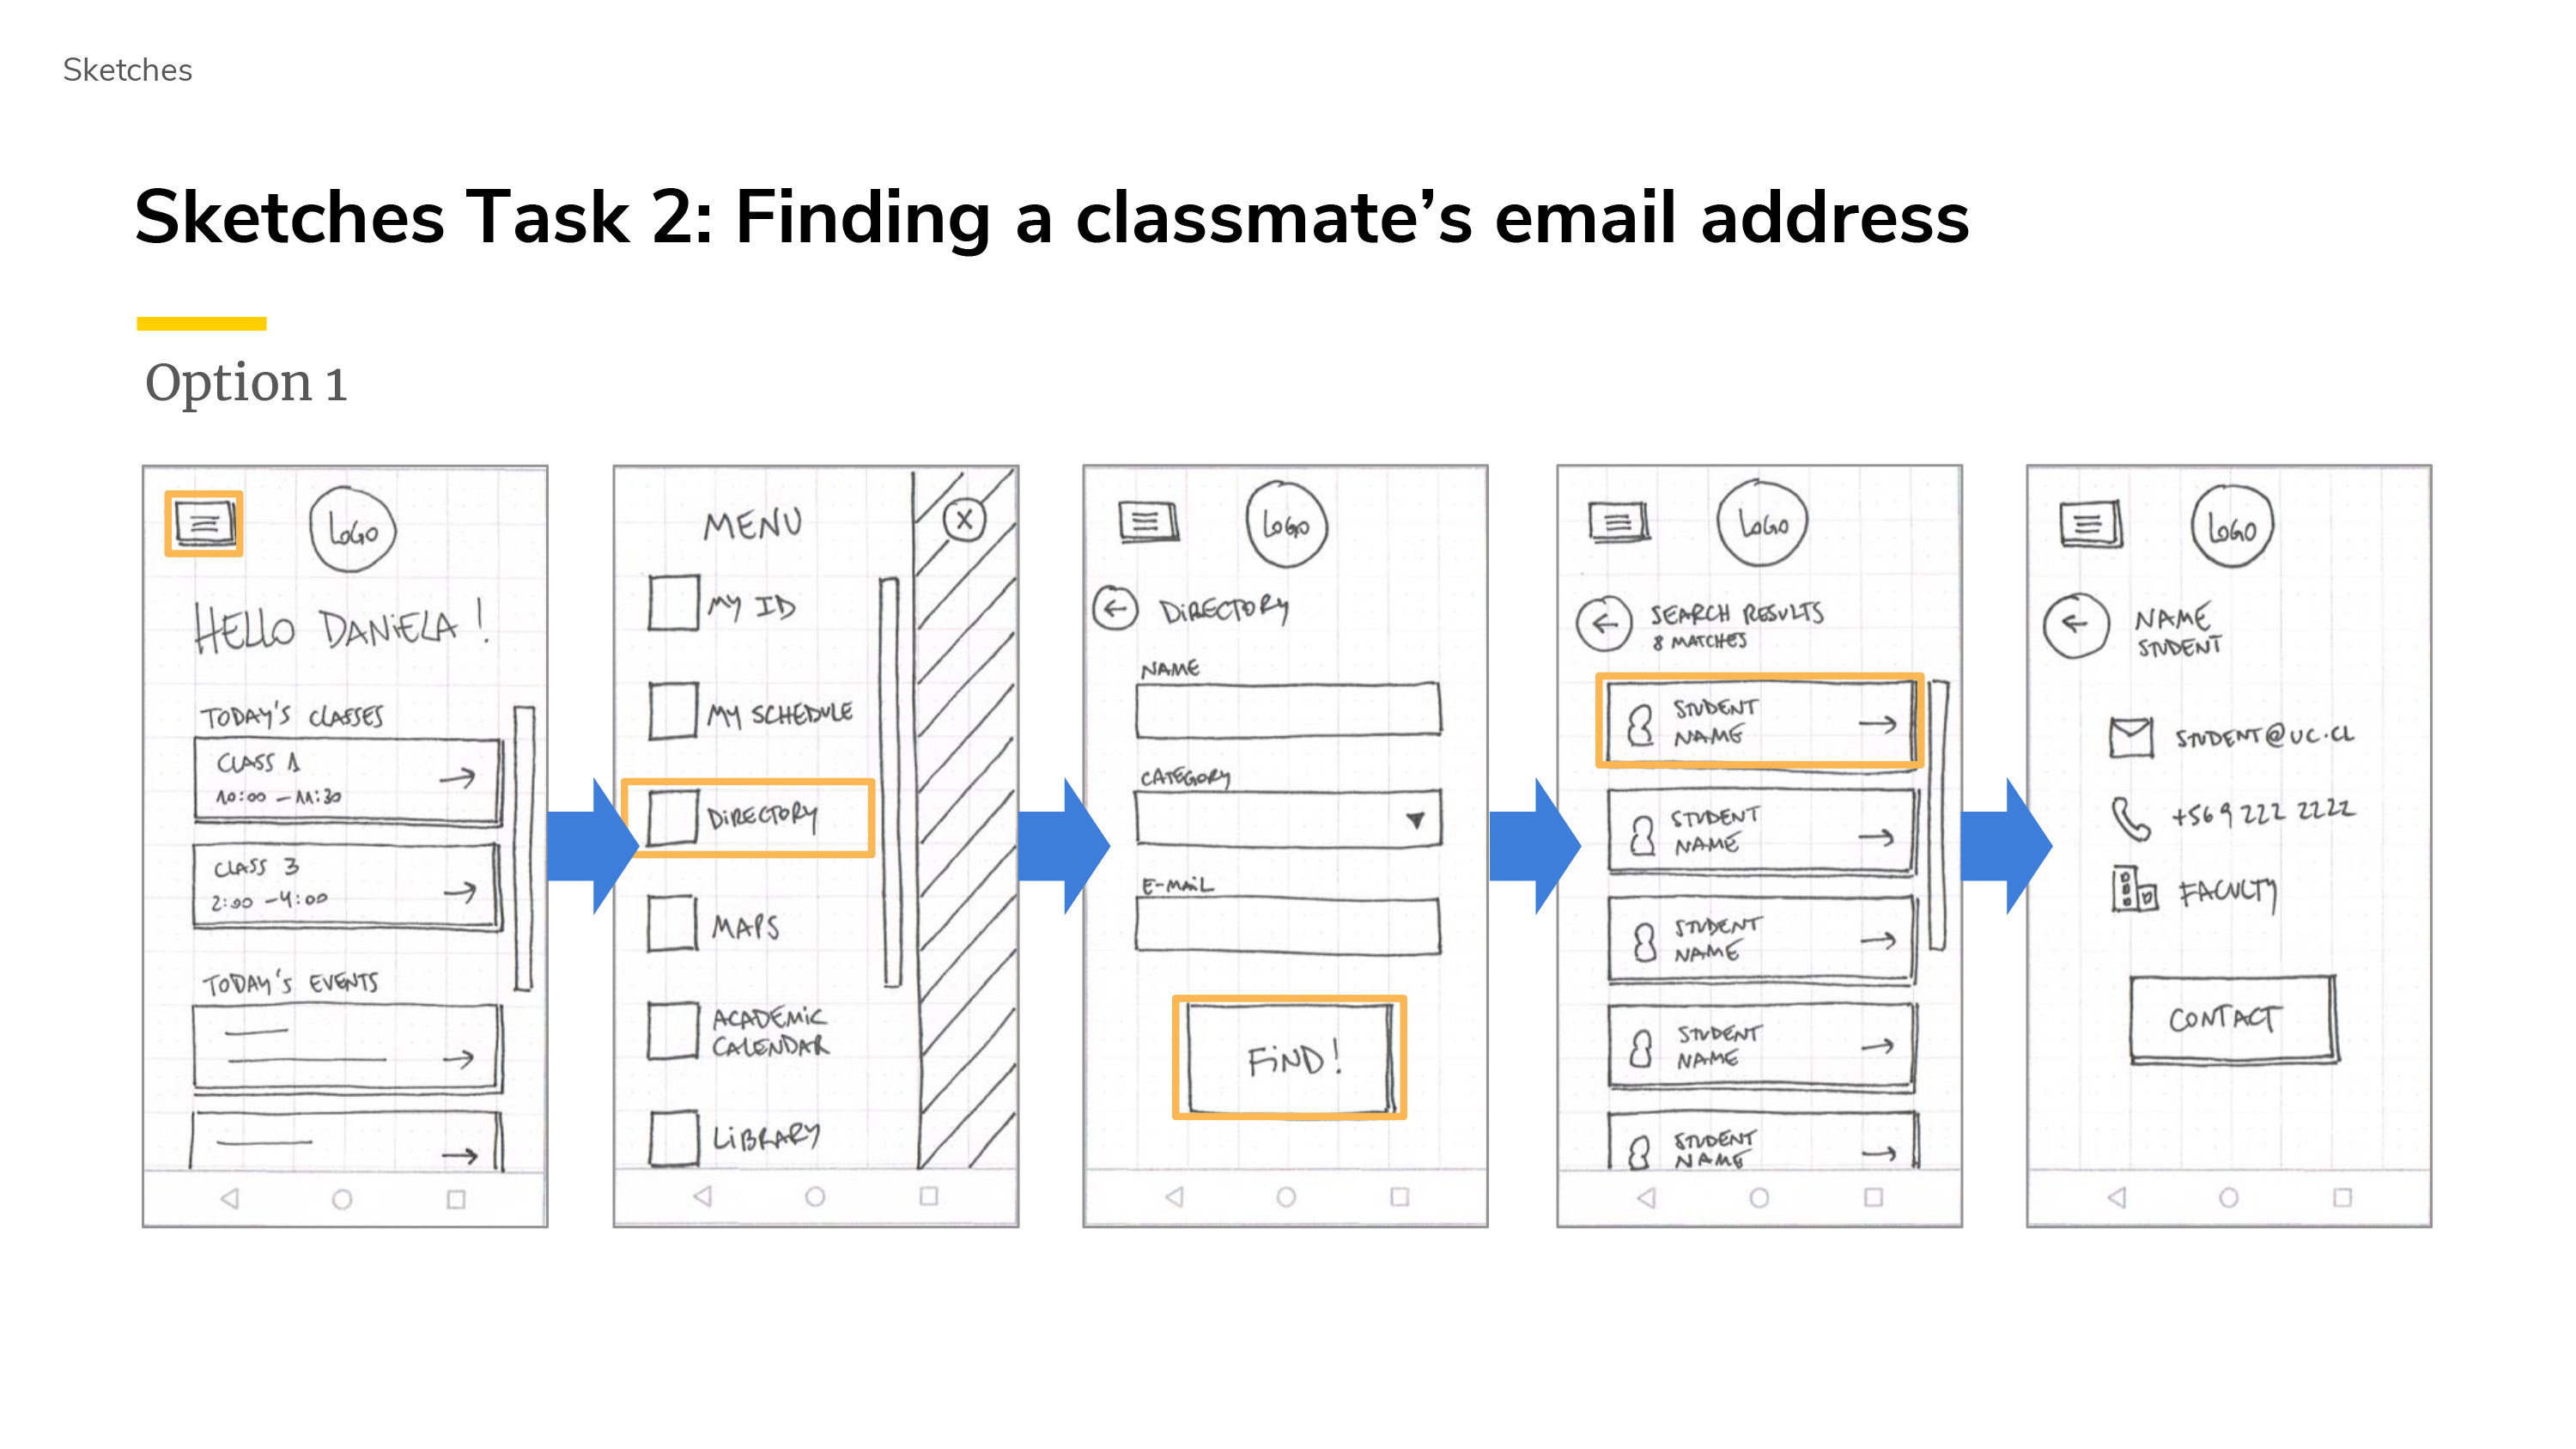 Sketches
Sketches Task 2: Finding a classmate’s email address
Option 1
LOGO
HELLO DANiELA!
TODAY'S CLASSES
CLASS 1
10:00 - 11:30
CLASS 3
2:00 - 4:00
TODAY'S EVENTS
MENU
X
MY ID
MY SCHEDULE
DiRECTORY
MAPS
ACADEMiC
CALENDAR
LiBRARY
LOGO
DiRECTORY
NAME
CATEGORY
E-MAiL
FiND!
LOGO
SEARCH RESULTS
8 MATCHES
STUDENT
NAME
STUDENT
NAME
STUDENT
NAME
STUDENT
NAME
STUDENT
NAME
LOGO
NAME
STUDENT
STUDENT@UC.CL
+56 9 222 2222
FACULTY
CONTACT